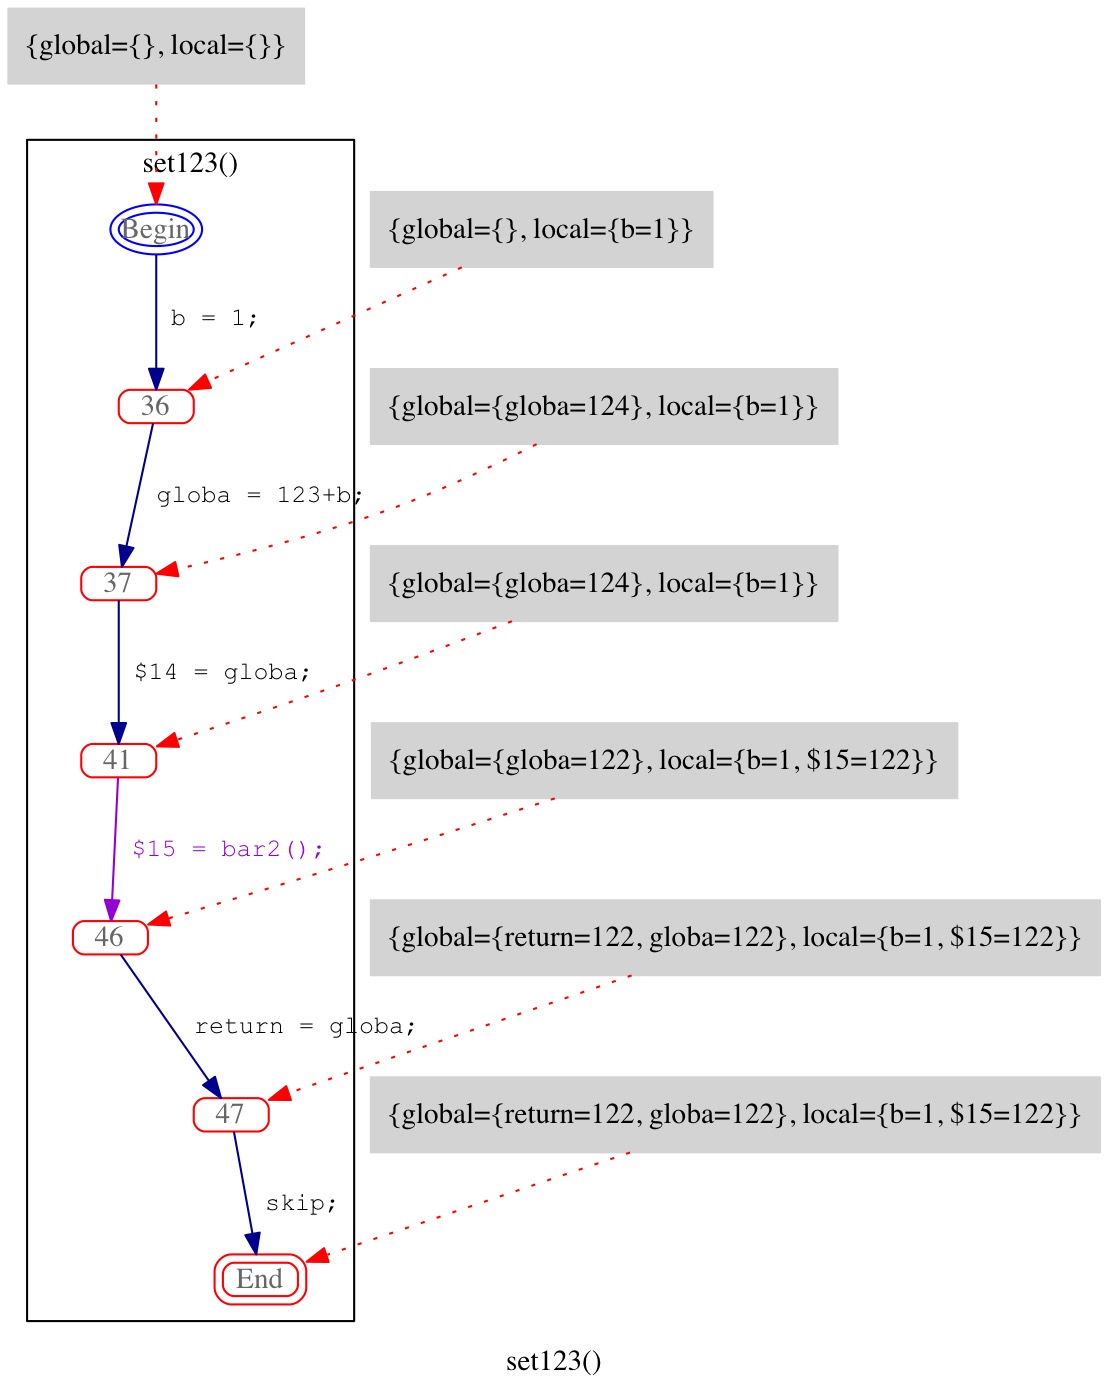 {global={}, local={}}
set123()
Begin
{global={}, local={b=1}}
b = 1;
36
{global={globa=124}, local={b=1}}
globa = 123+b;
37
{global={globa=124}, local={b=1}}
$14 = globa;
41
{global={globa=122}, local={b=1, $15=122}}
$15 = bar2();
46
{global={return=122, globa=122}, local={b=1, $15=122}}
return = globa;
47
{global={return=122, globa=122}, local={b=1, $15=122}}
skip;
End
set123()